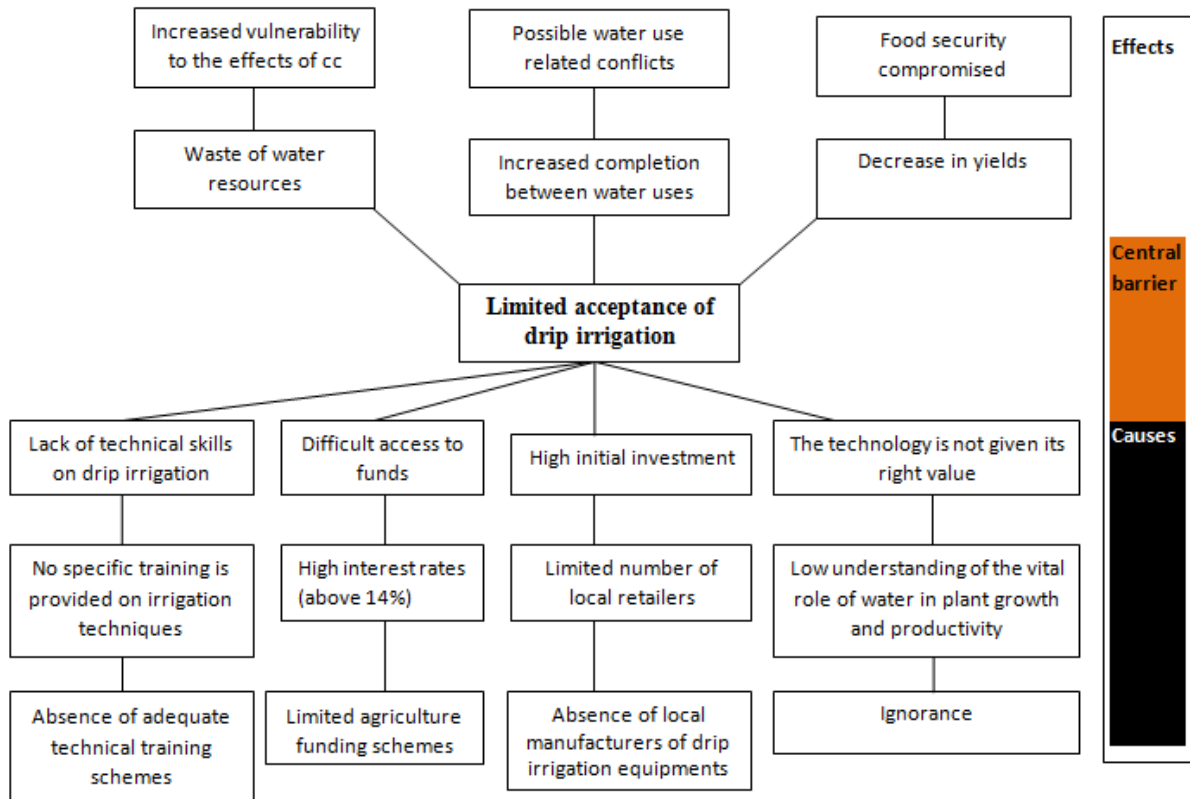 Increased vulnerability
to the effects of cc
Possible water use
related conflicts
Food security
compromised
Effects
Waste of water
resources
Increased completion
between water uses
Decrease in yields
Central
barrier
Limited acceptance of
drip irrigation
Causes
Lack of technical skills
on drip irrigation
Difficult access to
funds
High initial investment
The technology is not given its
right value
No specific training is
provided on irrigation
techniques
High interest rates
(above 14%)
Limited number of
local retailers
Low understanding of the vital
role of water in plant growth
and productivity
Absence of adequate
technical training
schemes
Limited agriculture
funding schemes
Absence of local
manufacturers of drip
irrigation equipments
Ignorance